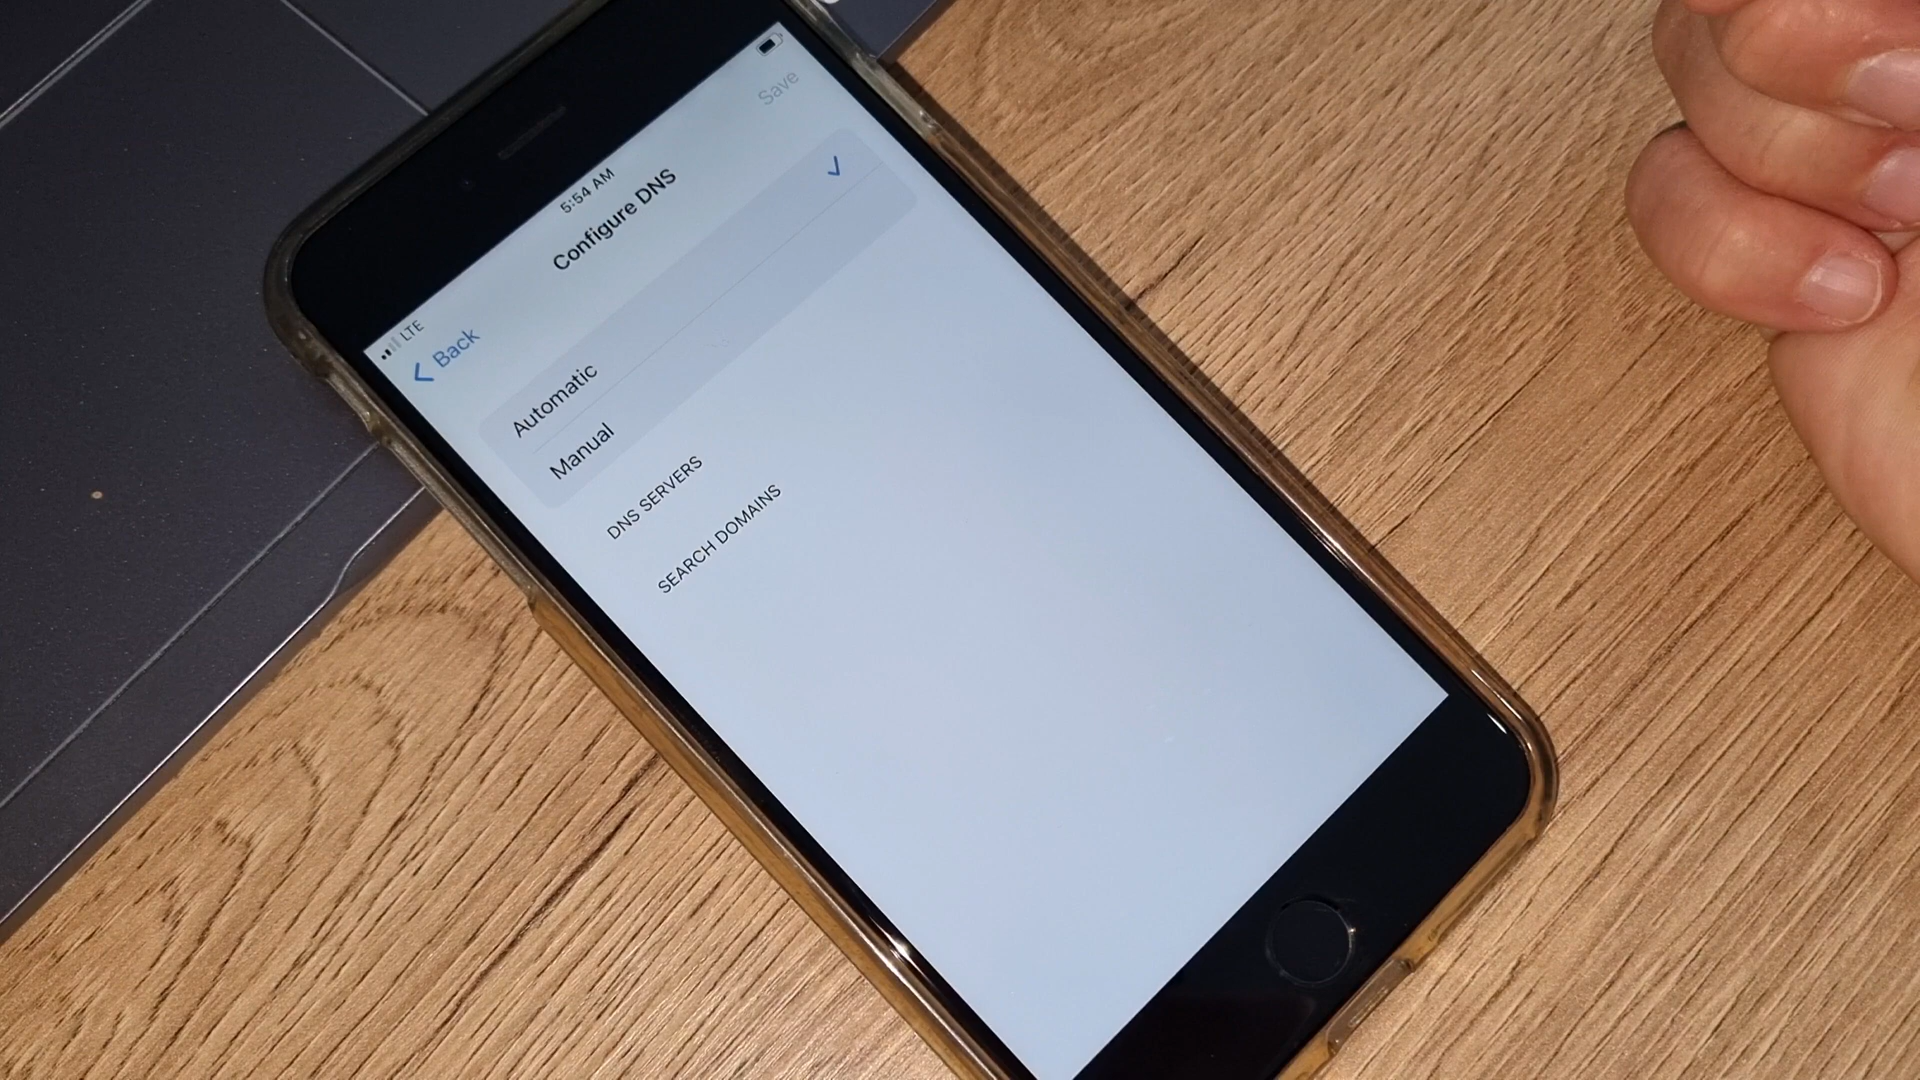 LTE
5:54 AM
Back
Configure DNS
Save
Automatic
Manual
DNS SERVERS
SEARCH DOMAINS